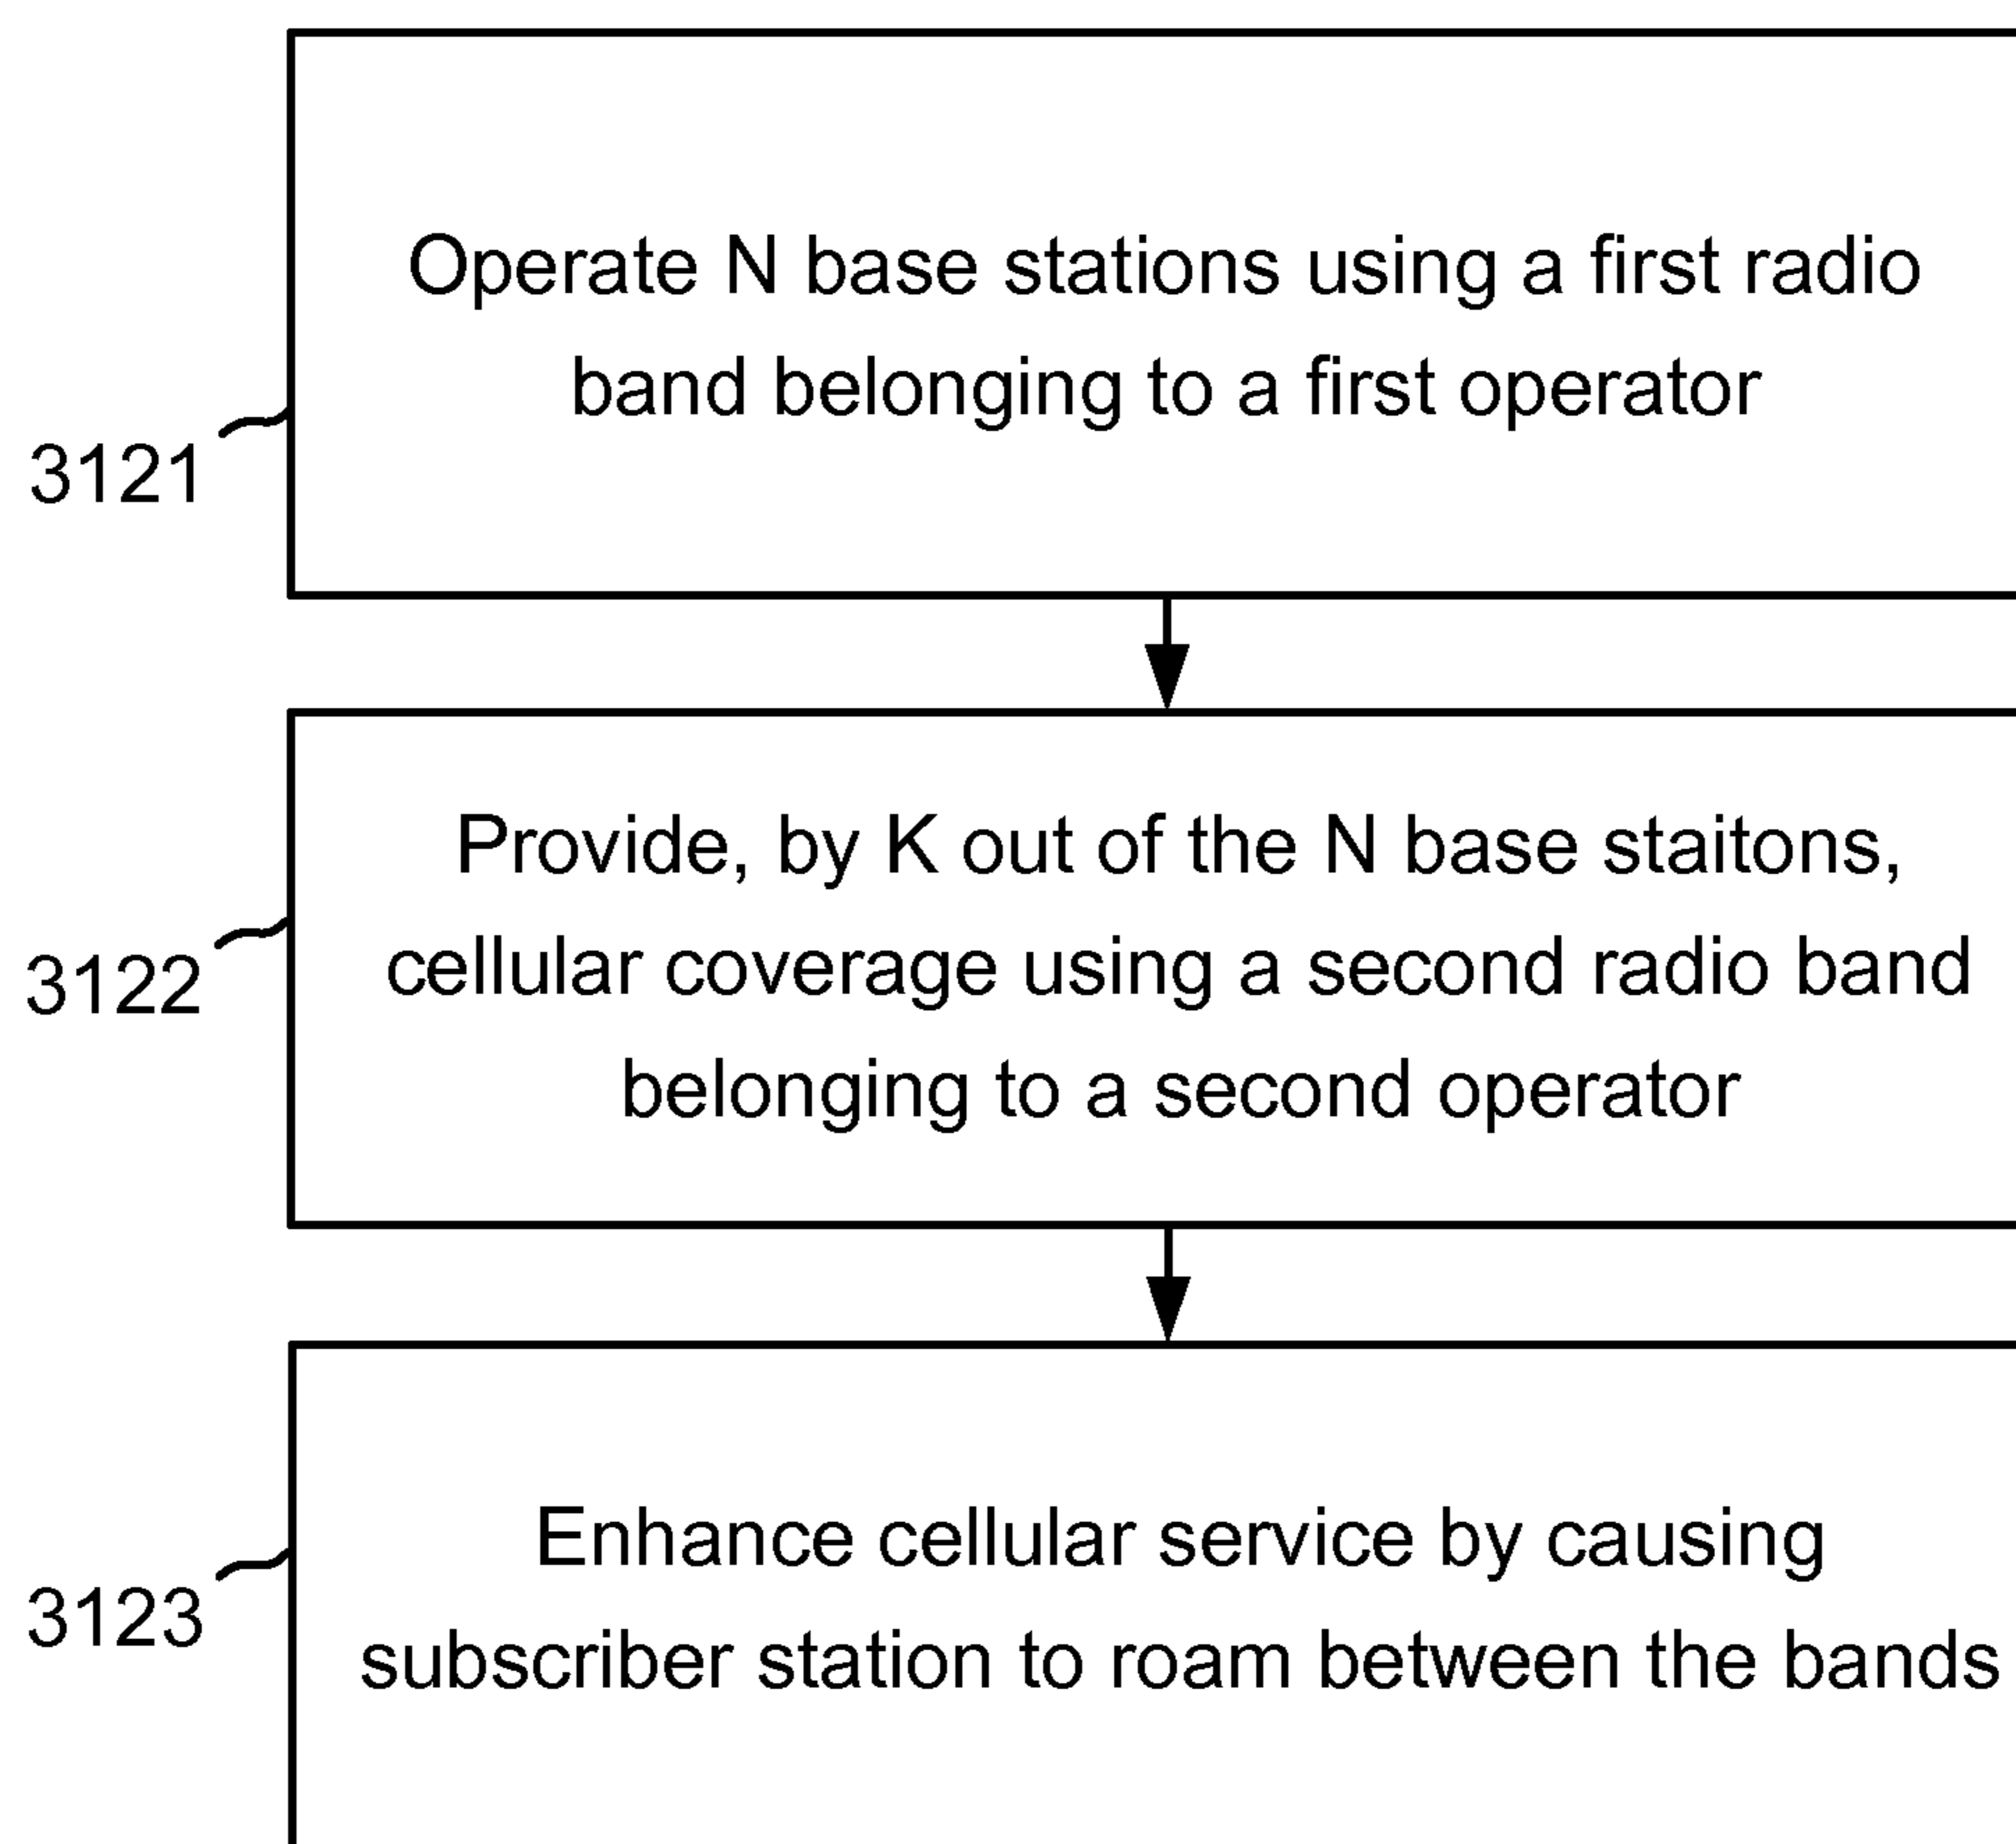 Operate N base stations using a first radio
band belonging to a first operator
3121
Provide, by K out of the N base staitons,
cellular coverage using a second radio band
belonging to a second operator
3122
Enhance cellular service by causing
subscriber station to roam between the bands
3123